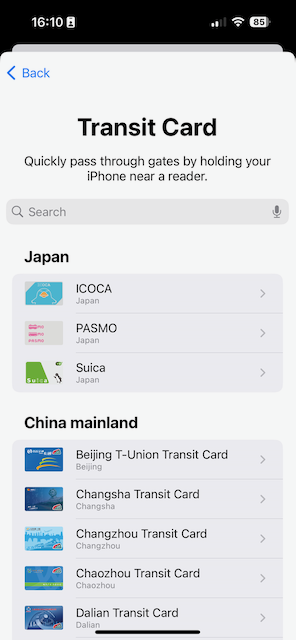 16:10
85
Back
Transit Card
Quickly pass through gates by holding your
iPhone near a reader.
Search
Japan
ICOCA
Japan
PASMO
Japan
Suica
Japan
China mainland
Beijing T-Union Transit Card
Beijing
Changsha Transit Card
Changsha
Changzhou Transit Card
Changzhou
Chaozhou Transit Card
Chaozhou
Dalian Transit Card
Dalian